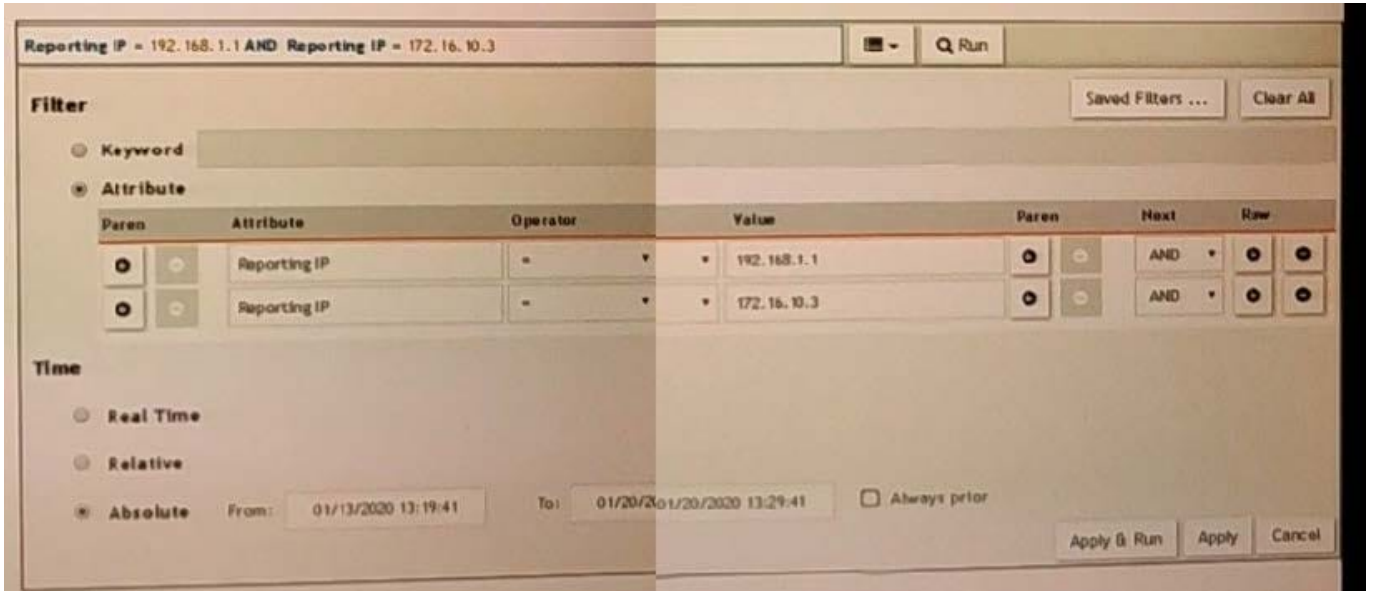 Reporting IP = 192.168.1.1 AND Reporting IP = 172.16.10.3 Run
Filter Saved Filters ... Clear All
Keyword
Attribute
Paren Attribute Operator Value Paren Next Row
Reporting IP = 192.168.1.1 AND
Reporting IP = 172.16.10.3 AND
Time
Real Time
Relative
Absolute From: 01/13/2020 13:19:41 To: 01/20/2 01/20/2020 13:29:41 Always prior
Apply & Run Apply Cancel